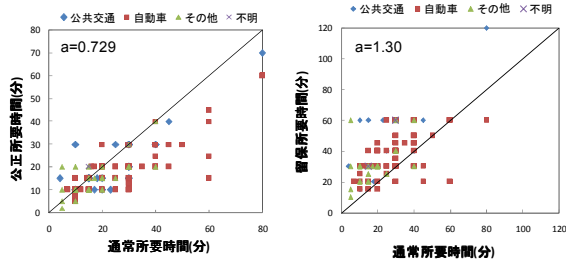 公共交通 自動車 その他 不明
a=0.729
公正所要時間(分)
80
70
60
50
40
30
20
10
0
0 20 40 60 80
通常所要時間(分)
公共交通 自動車 その他 不明
a=1.30
留保所要時間(分)
120
100
80
60
40
20
0
0 20 40 60 80 100 120
通常所要時間(分)